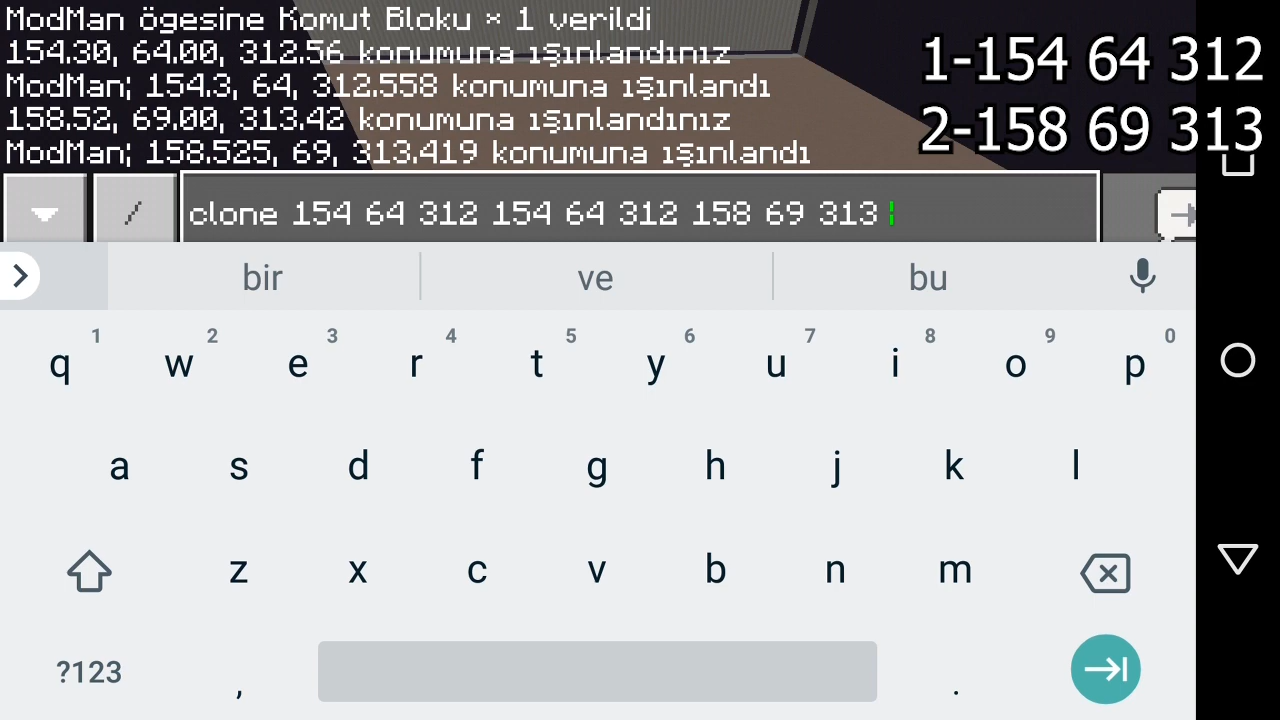 ModMan ögesine Komut Bloku × 1 verildi
154.30, 64.00, 312.56 konumuna ışınlandınız
ModMan; 154.3, 64, 312.558 konumuna ışınlandı
158.52, 69.00, 313.42 konumuna ışınlandınız
ModMan; 158.525, 69, 313.419 konumuna ışınlandı
1-154 64 312
2-158 69 313
/ clone 154 64 312 154 64 312 158 69 313
bir ve bu
1 2 3 4 5 6 7 8 9 0
q w e r t y u i o p
a s d f g h j k l
z x c v b n m
?123 , .